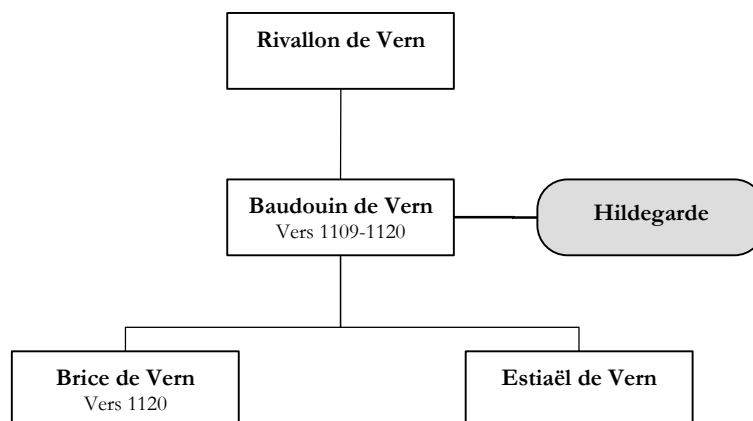 Rivallon de Vern
Baudouin de Vern
Vers 1109-1120
Hildegarde
Brice de Vern
Vers 1120
Estiaël de Vern